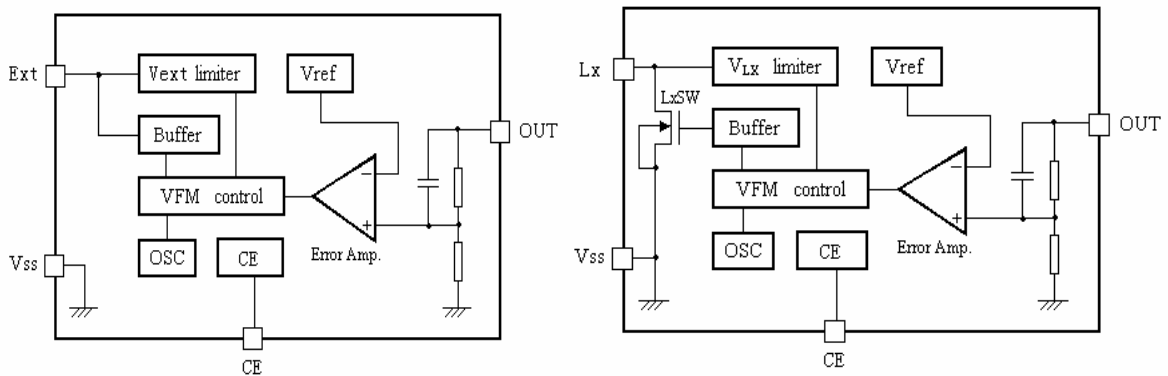 Ext
Vext limiter
Vref
Buffer
OUT
−
VFM control
+
Error Amp.
OSC
CE
Vss
CE
Lx
VLx limiter
Vref
LxSW
Buffer
OUT
−
VFM control
+
Error Amp.
OSC
CE
Vss
CE